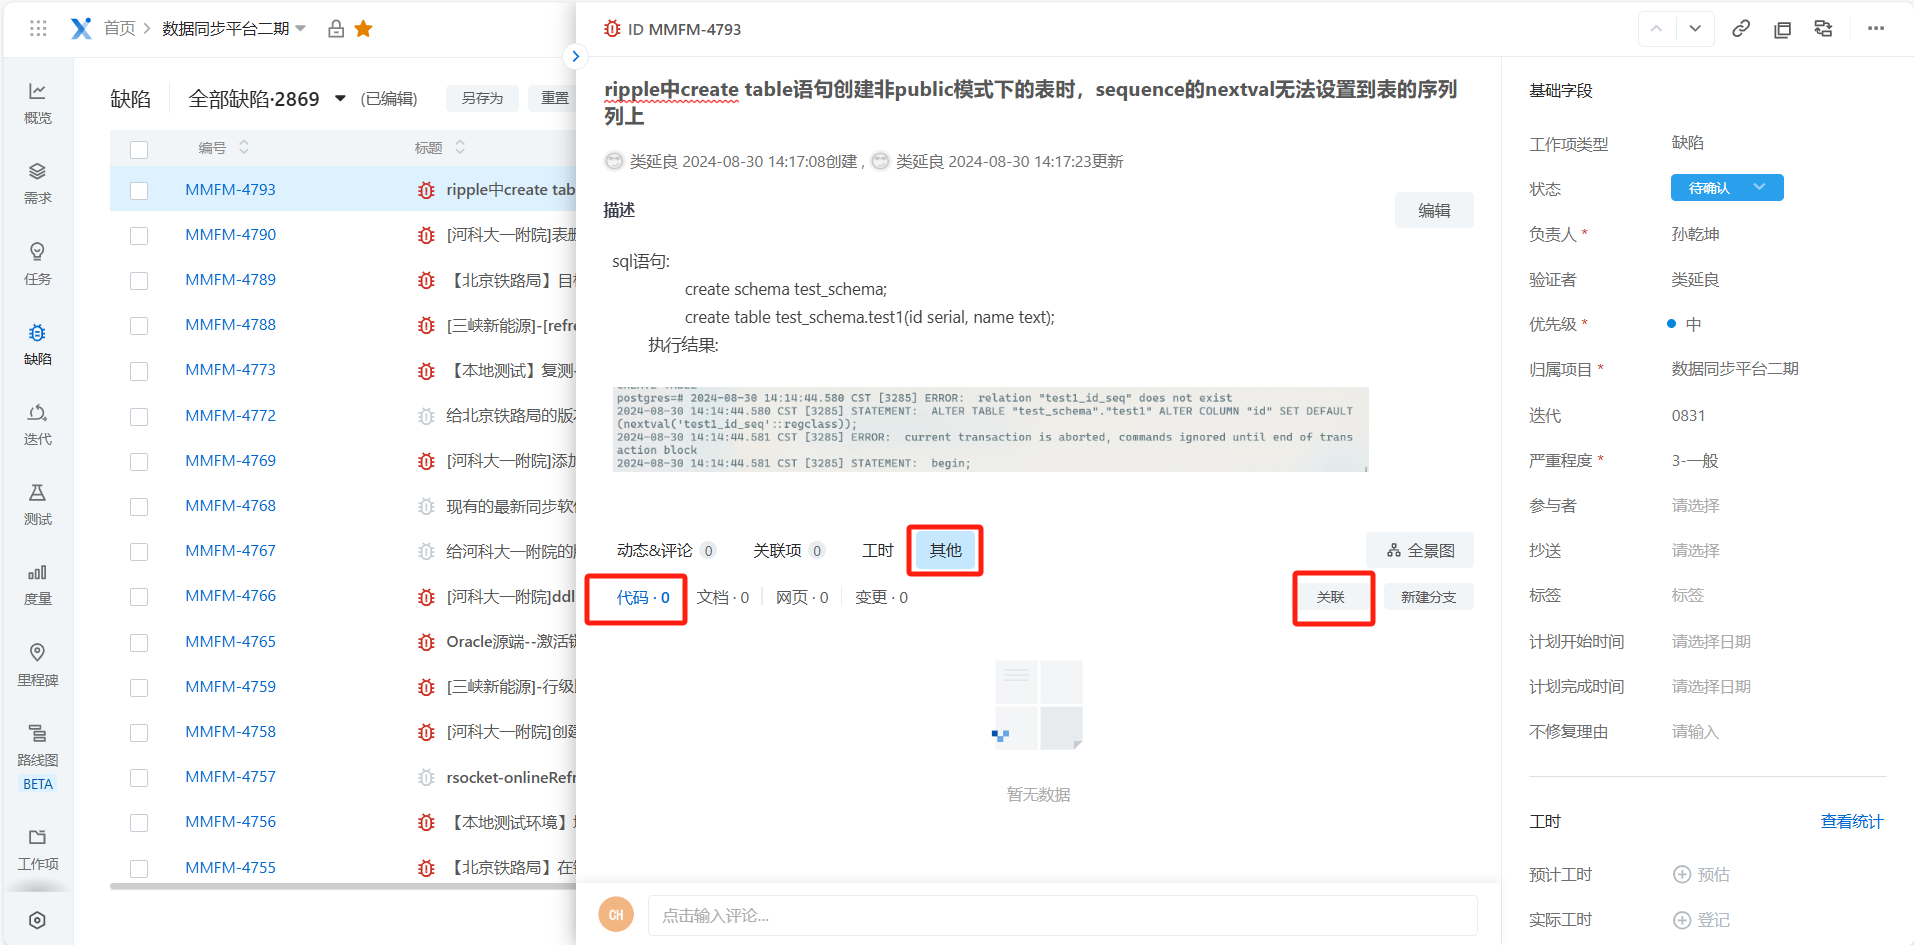 首页
数据同步平台二期
概览
需求
任务
缺陷
迭代
测试
度量
里程碑
路线图
BETA
工作项
缺陷
全部缺陷·2869
(已编辑)
另存为
重置
编号
标题
MMFM-4793
ripple中create tab
MMFM-4790
[河科大一附院]表
MMFM-4789
【北京铁路局】目
MMFM-4788
[三峡新能源]-[refre
MMFM-4773
【本地测试】复测
MMFM-4772
给北京铁路局的版
MMFM-4769
[河科大一附院]添加
MMFM-4768
现有的最新同步软
MMFM-4767
给河科大一附院的
MMFM-4766
[河科大一附院]ddl
MMFM-4765
Oracle源端--激活
MMFM-4759
[三峡新能源]-行级
MMFM-4758
[河科大一附院]创建
MMFM-4757
rsocket-onlineRefr
MMFM-4756
【本地测试环境】
MMFM-4755
【北京铁路局】在
ID MMFM-4793
ripple中create table语句创建非public模式下的表时，sequence的nextval无法设置到表的序列
列上
类延良 2024-08-30 14:17:08创建 , 类延良 2024-08-30 14:17:23更新
描述
编辑
sql语句:
create schema test_schema;
create table test_schema.test1(id serial, name text);
执行结果:
CREATE TABLE
postgres=# 2024-08-30 14:14:44.580 CST [3285] ERROR:  relation "test1_id_seq" does not exist
2024-08-30 14:14:44.580 CST [3285] STATEMENT:  ALTER TABLE "test_schema"."test1" ALTER COLUMN "id" SET DEFAULT
(nextval('test1_id_seq'::regclass));
2024-08-30 14:14:44.581 CST [3285] ERROR:  current transaction is aborted, commands ignored until end of trans
action block
2024-08-30 14:14:44.581 CST [3285] STATEMENT:  begin;
动态&评论 0
关联项 0
工时
其他
全景图
代码 · 0
文档 · 0
网页 · 0
变更 · 0
关联
新建分支
暂无数据
CH
点击输入评论...
基础字段
工作项类型
缺陷
状态
待确认
负责人 *
孙乾坤
验证者
类延良
优先级 *
中
归属项目 *
数据同步平台二期
迭代
0831
严重程度 *
3-一般
参与者
请选择
抄送
请选择
标签
标签
计划开始时间
请选择日期
计划完成时间
请选择日期
不修复理由
请输入
工时
查看统计
预计工时
预估
实际工时
登记